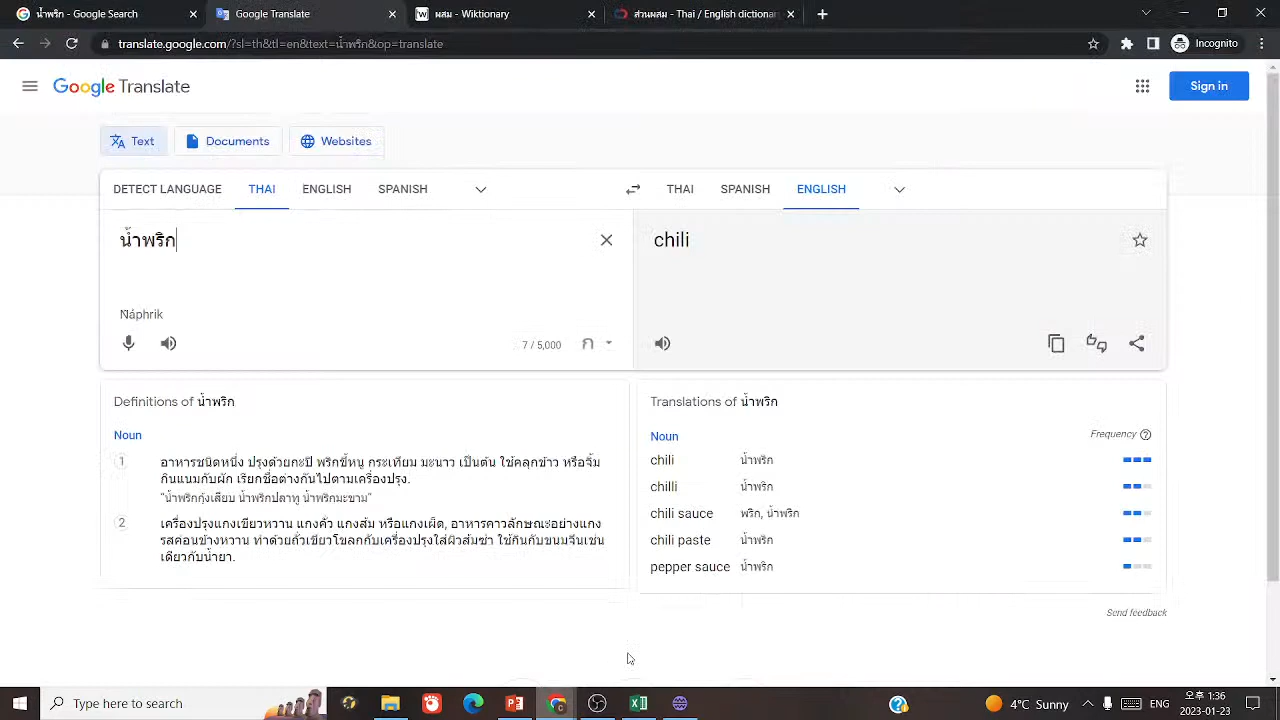 น้ำพริก - Google Search
Google Translate
ผสม - Wiktionary
ส่วนผสม - Thai / English dictionar
translate.google.com/?sl=th&tl=en&text=น้ำพริก&op=translate
Incognito
Google Translate
Sign in
Text
Documents
Websites
DETECT LANGUAGE
THAI
ENGLISH
SPANISH
THAI
SPANISH
ENGLISH
น้ำพริก
chili
N̂ảphrik
7 / 5,000
ก
Definitions of น้ำพริก
Noun
1
อาหารชนิดหนึ่ง ปรุงด้วยกะปิ พริกขี้หนู กระเทียม มะนาว เป็นต้น ใช้คลุกข้าว หรือจิ้ม
กินแนมกับผัก เรียกชื่อต่างกันไปตามเครื่องปรุง.
"น้ำพริกกุ้งเสียบ น้ำพริกปลาทู น้ำพริกมะขาม"
2
เครื่องปรุงแกงเขียวหวาน แกงคั่ว แกงส้ม หรือแกงเผ็ด, อาหารคาวลักษณะอย่างแกง
รสค่อนข้างหวาน ทำด้วยถั่วเขียวโขลกกับเครื่องปรุงใส่ผิวส้มซ่า ใช้กินกับขนมจีนเช่น
เดียวกับน้ำยา.
Translations of น้ำพริก
Noun
Frequency
chili น้ำพริก
chilli น้ำพริก
chili sauce พริก, น้ำพริก
chili paste น้ำพริก
pepper sauce น้ำพริก
Send feedback
Type here to search
4°C Sunny
ENG
오후 1:36
2023-01-23